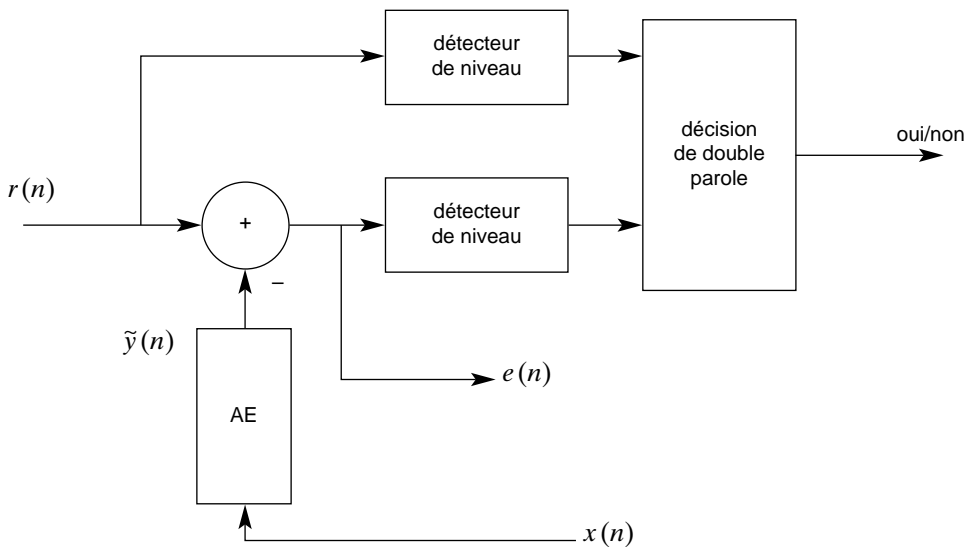 détecteur
de niveau
décision
de double
parole
oui/non
r(n)
+
détecteur
de niveau
–
ỹ(n)
e(n)
AE
x(n)